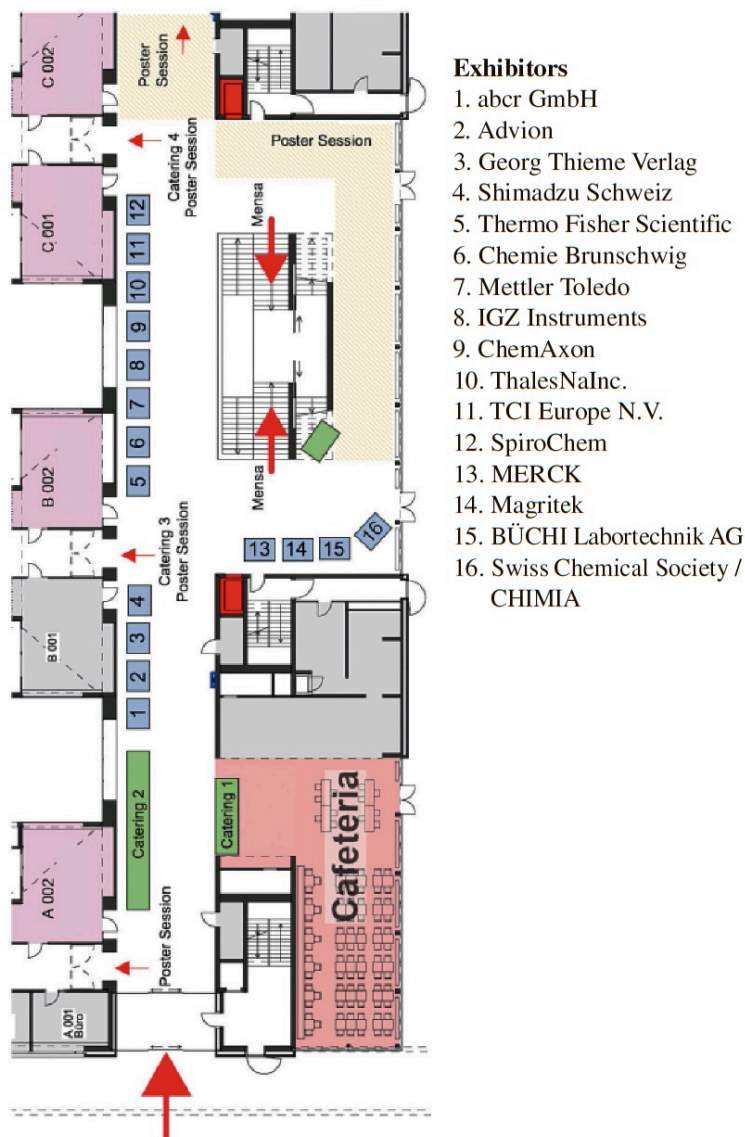 C 002
Poster
Session
Catering 4
Poster Session
Poster Session
C 001
12
11
10
9
8
7
6
5
Mensa
Mensa
B 002
Catering 3
Poster Session
13
14
15
16
B 001
4
3
2
1
Catering 2
Catering 1
Cafeteria
A 002
Poster Session
A 001
Büro
Exhibitors
1. abcr GmbH
2. Advion
3. Georg Thieme Verlag
4. Shimadzu Schweiz
5. Thermo Fisher Scientific
6. Chemie Brunschwig
7. Mettler Toledo
8. IGZ Instruments
9. ChemAxon
10. ThalesNaInc.
11. TCI Europe N.V.
12. SpiroChem
13. MERCK
14. Magritek
15. BÜCHI Labortechnik AG
16. Swiss Chemical Society /
CHIMIA